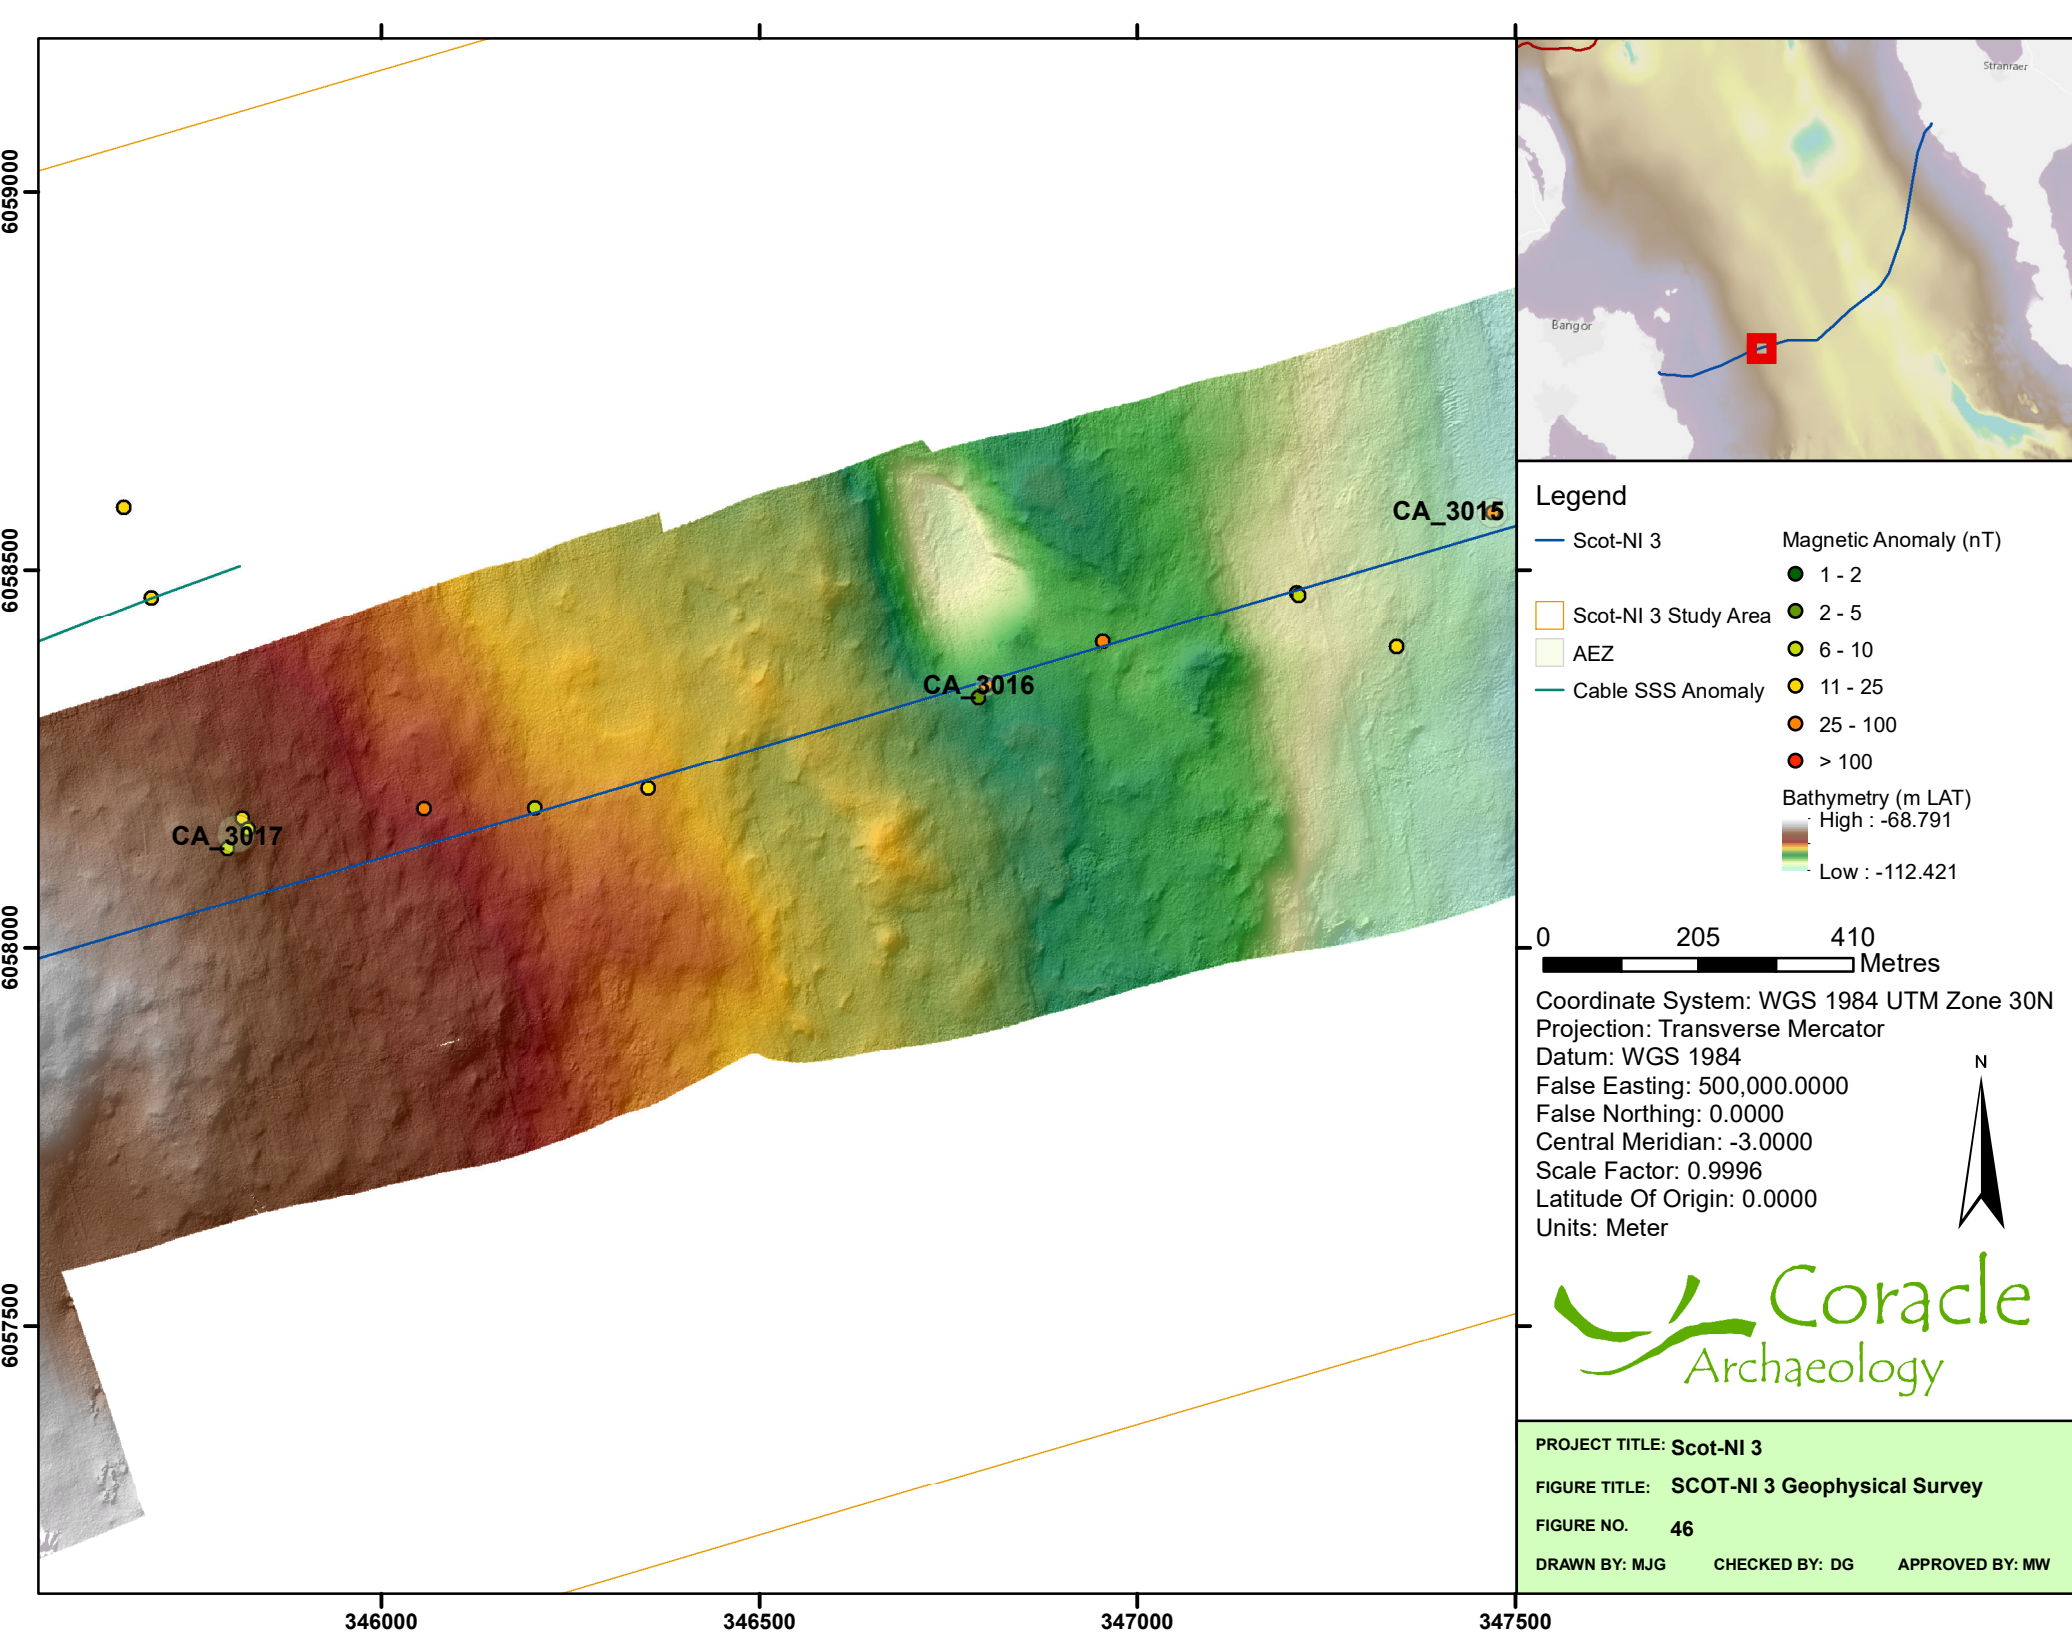 6059000
6058500
6058000
6057500
346000
346500
347000
347500
CA_3015
CA_3016
CA_3017
Stranraer
Bangor
Legend
Scot-NI 3
Scot-NI 3 Study Area
AEZ
Cable SSS Anomaly
Magnetic Anomaly (nT)
1 - 2
2 - 5
6 - 10
11 - 25
25 - 100
> 100
Bathymetry (m LAT)
High : -68.791
Low : -112.421
0 205 410
Metres
Coordinate System: WGS 1984 UTM Zone 30N
Projection: Transverse Mercator
Datum: WGS 1984
False Easting: 500,000.0000
False Northing: 0.0000
Central Meridian: -3.0000
Scale Factor: 0.9996
Latitude Of Origin: 0.0000
Units: Meter
N
Coracle
Archaeology
PROJECT TITLE: Scot-NI 3
FIGURE TITLE: SCOT-NI 3 Geophysical Survey
FIGURE NO. 46
DRAWN BY: MJG CHECKED BY: DG APPROVED BY: MW